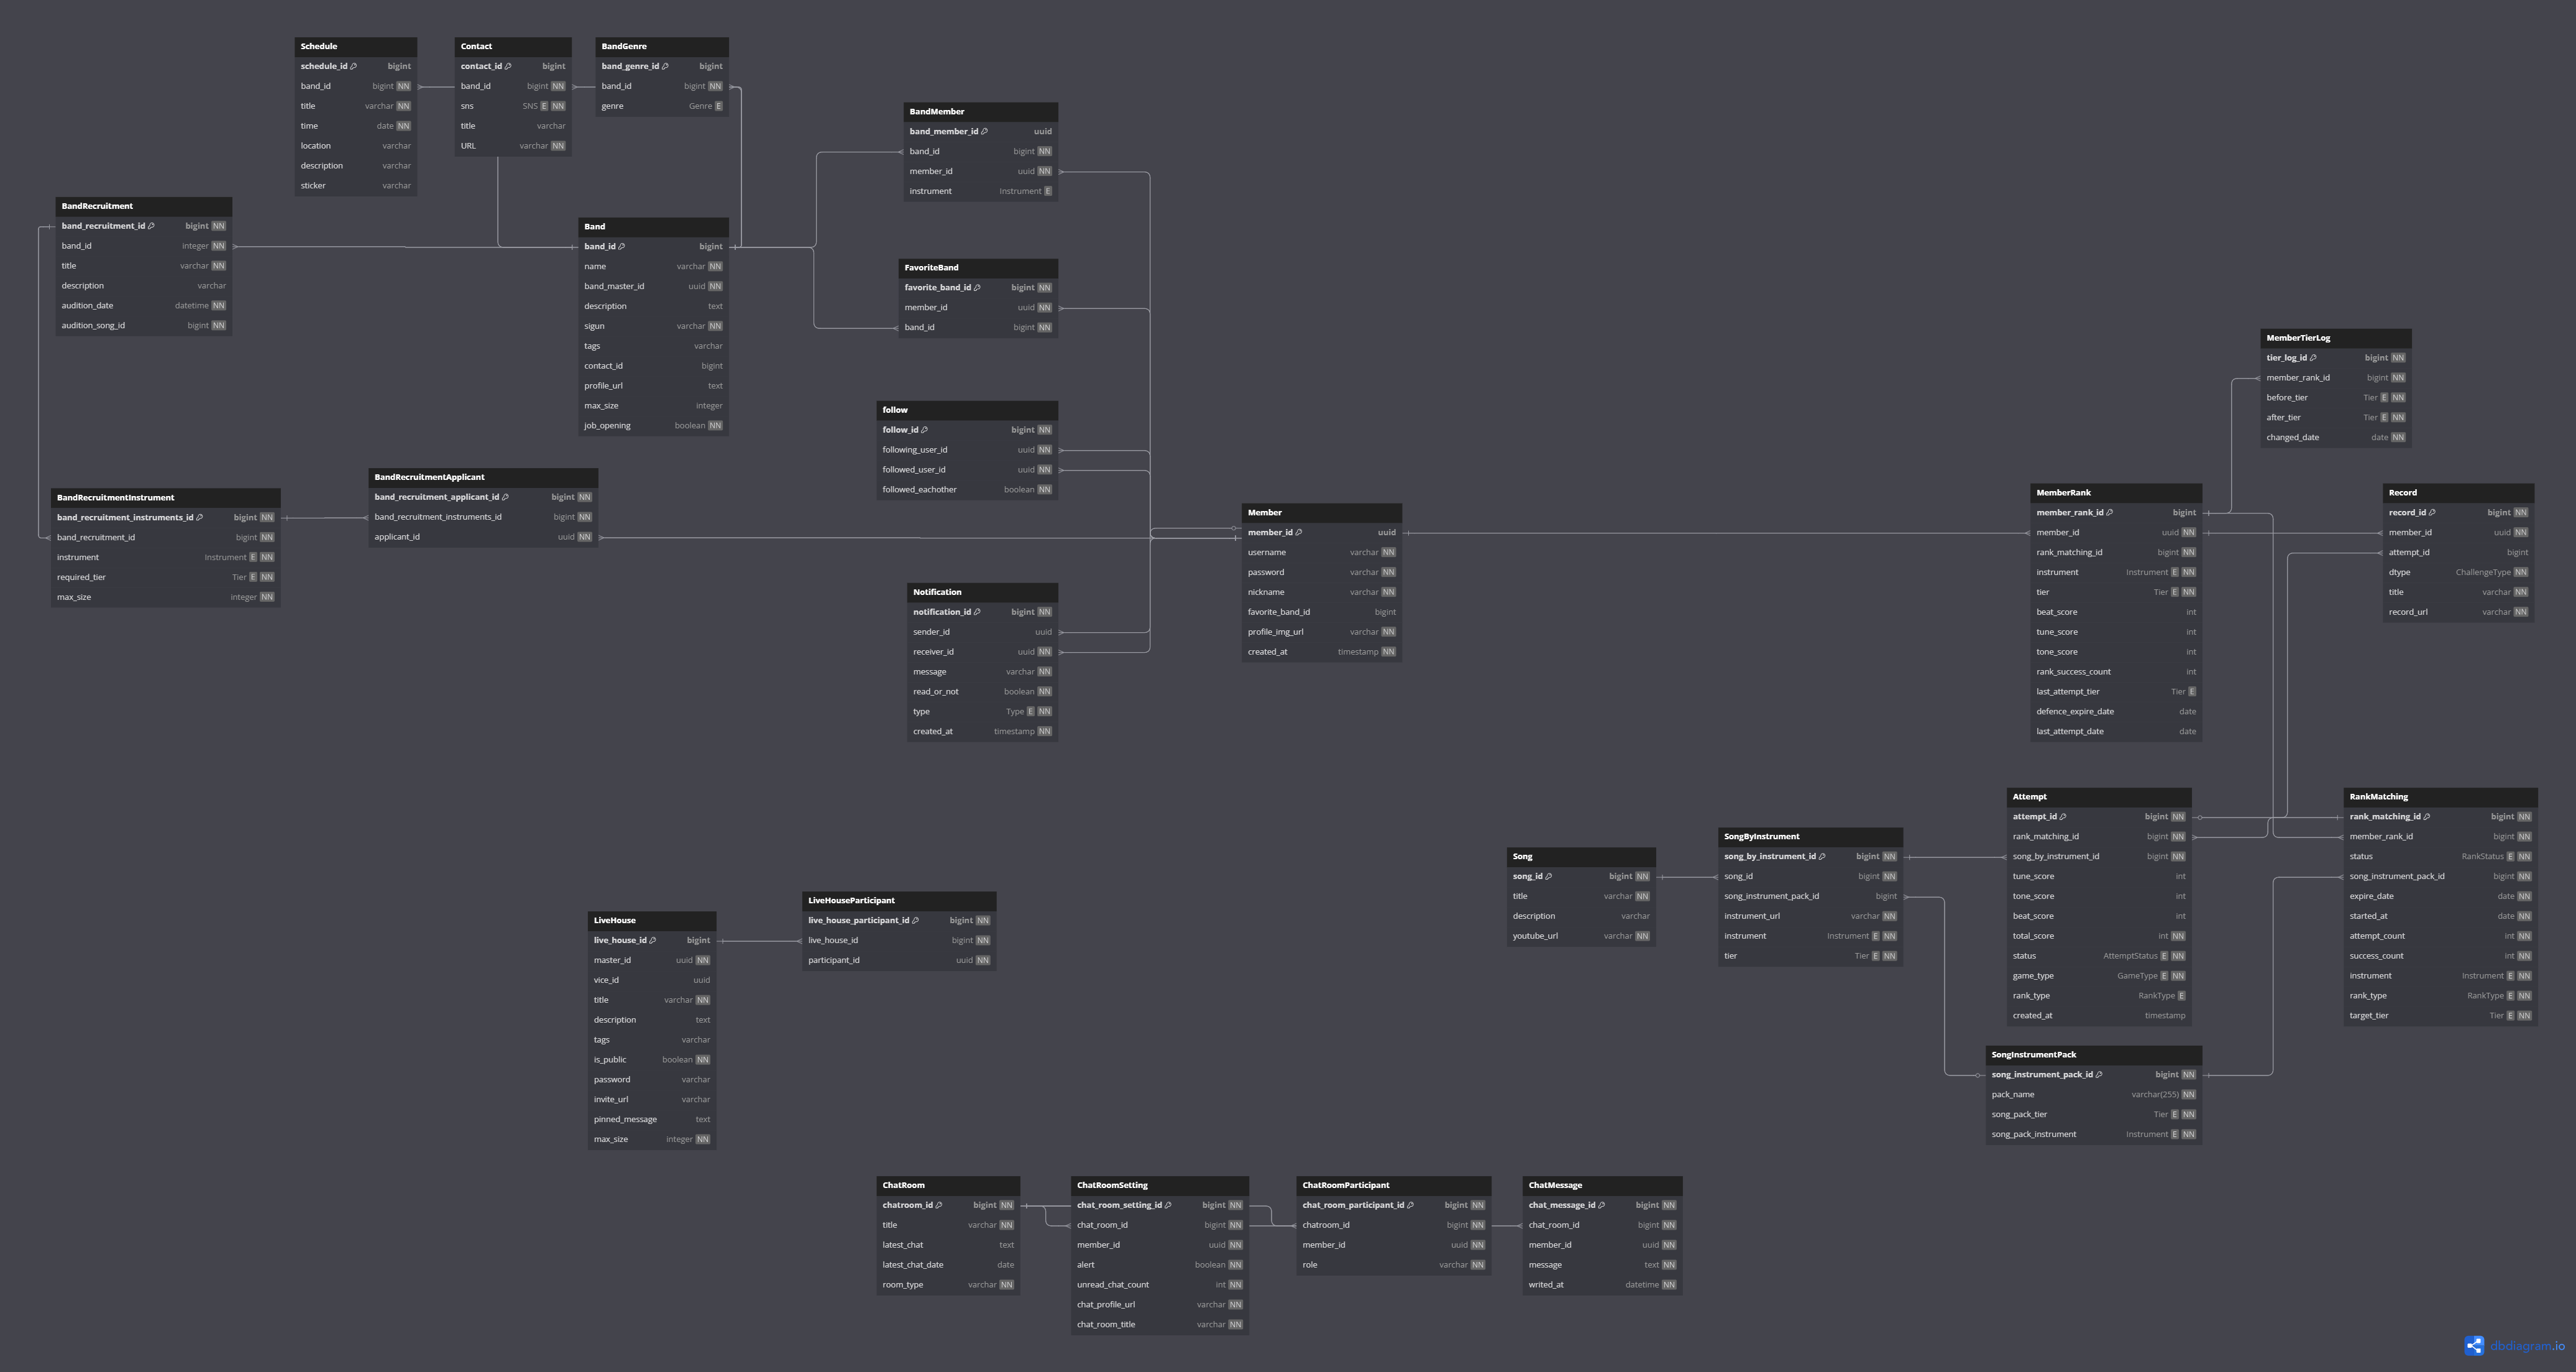 Schedule
schedule_id bigint
band_id bigint NN
title varchar NN
time date NN
location varchar
description varchar
sticker varchar
Contact
contact_id bigint
band_id bigint NN
sns SNS E NN
title varchar
URL varchar NN
BandGenre
band_genre_id bigint
band_id bigint NN
genre Genre E
BandMember
band_member_id uuid
band_id bigint NN
member_id uuid NN
instrument Instrument E
BandRecruitment
band_recruitment_id bigint NN
band_id integer NN
title varchar NN
description varchar
audition_date datetime NN
audition_song_id bigint NN
Band
band_id bigint
name varchar NN
band_master_id uuid NN
description text
sigun varchar NN
tags varchar
contact_id bigint
profile_url text
max_size integer
job_opening boolean NN
FavoriteBand
favorite_band_id bigint NN
member_id uuid NN
band_id bigint NN
MemberTierLog
tier_log_id bigint NN
member_rank_id bigint NN
before_tier Tier E NN
after_tier Tier E NN
changed_date date NN
follow
follow_id bigint NN
following_user_id uuid NN
followed_user_id uuid NN
followed_eachother boolean NN
BandRecruitmentInstrument
band_recruitment_instruments_id bigint NN
band_recruitment_id bigint NN
instrument Instrument E NN
required_tier Tier E NN
max_size integer NN
BandRecruitmentApplicant
band_recruitment_applicant_id bigint NN
band_recruitment_instruments_id bigint NN
applicant_id uuid NN
Member
member_id uuid
username varchar NN
password varchar NN
nickname varchar NN
favorite_band_id bigint
profile_img_url varchar NN
created_at timestamp NN
MemberRank
member_rank_id bigint
member_id uuid NN
rank_matching_id bigint NN
instrument Instrument E NN
tier Tier E NN
beat_score int
tune_score int
tone_score int
rank_success_count int
last_attempt_tier Tier E
defence_expire_date date
last_attempt_date date
Record
record_id bigint NN
member_id uuid NN
attempt_id bigint
dtype ChallengeType NN
title varchar NN
record_url varchar NN
Notification
notification_id bigint NN
sender_id uuid
receiver_id uuid NN
message varchar NN
read_or_not boolean NN
type Type E NN
created_at timestamp NN
Attempt
attempt_id bigint NN
rank_matching_id bigint NN
song_by_instrument_id bigint NN
tune_score int
tone_score int
beat_score int
total_score int NN
status AttemptStatus E NN
game_type GameType E NN
rank_type RankType E
created_at timestamp
RankMatching
rank_matching_id bigint NN
member_rank_id bigint NN
status RankStatus E NN
song_instrument_pack_id bigint NN
expire_date date NN
started_at date NN
attempt_count int NN
success_count int NN
instrument Instrument E NN
rank_type RankType E NN
target_tier Tier E NN
Song
song_id bigint NN
title varchar NN
description varchar
youtube_url varchar NN
SongByInstrument
song_by_instrument_id bigint NN
song_id bigint NN
song_instrument_pack_id bigint
instrument_url varchar NN
instrument Instrument E NN
tier Tier E NN
LiveHouse
live_house_id bigint
master_id uuid NN
vice_id uuid
title varchar NN
description text
tags varchar
is_public boolean NN
password varchar
invite_url varchar
pinned_message text
max_size integer NN
LiveHouseParticipant
live_house_participant_id bigint NN
live_house_id bigint NN
participant_id uuid NN
SongInstrumentPack
song_instrument_pack_id bigint NN
pack_name varchar(255) NN
song_pack_tier Tier E NN
song_pack_instrument Instrument E NN
ChatRoom
chatroom_id bigint NN
title varchar NN
latest_chat text
latest_chat_date date
room_type varchar NN
ChatRoomSetting
chat_room_setting_id bigint NN
chat_room_id bigint NN
member_id uuid NN
alert boolean NN
unread_chat_count int NN
chat_profile_url varchar NN
chat_room_title varchar NN
ChatRoomParticipant
chat_room_participant_id bigint NN
chatroom_id bigint NN
member_id uuid NN
role varchar NN
ChatMessage
chat_message_id bigint NN
chat_room_id bigint NN
member_id uuid NN
message text NN
writed_at datetime NN
dbdiagram.io